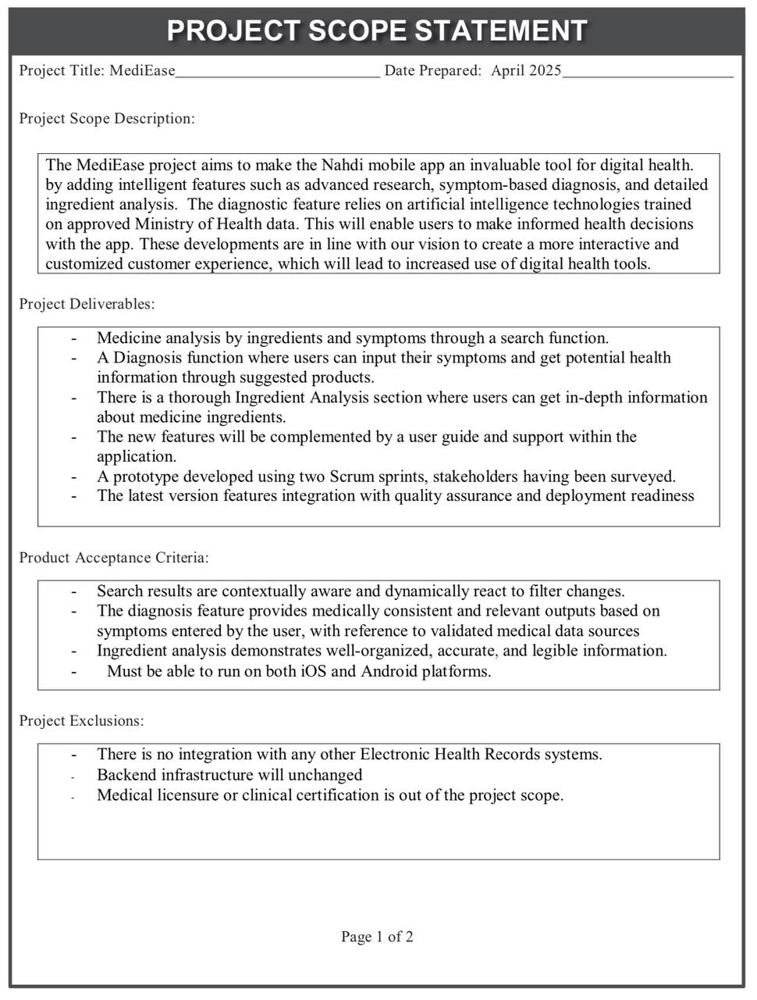 PROJECT SCOPE STATEMENT
Project Title: MediEase________________________ Date Prepared:  April 2025____________________
Project Scope Description:
The MediEase project aims to make the Nahdi mobile app an invaluable tool for digital health.
by adding intelligent features such as advanced research, symptom-based diagnosis, and detailed
ingredient analysis.  The diagnostic feature relies on artificial intelligence technologies trained
on approved Ministry of Health data. This will enable users to make informed health decisions
with the app. These developments are in line with our vision to create a more interactive and
customized customer experience, which will lead to increased use of digital health tools.
Project Deliverables:
- Medicine analysis by ingredients and symptoms through a search function.
- A Diagnosis function where users can input their symptoms and get potential health
information through suggested products.
- There is a thorough Ingredient Analysis section where users can get in-depth information
about medicine ingredients.
- The new features will be complemented by a user guide and support within the
application.
- A prototype developed using two Scrum sprints, stakeholders having been surveyed.
- The latest version features integration with quality assurance and deployment readiness
Product Acceptance Criteria:
- Search results are contextually aware and dynamically react to filter changes.
- The diagnosis feature provides medically consistent and relevant outputs based on
symptoms entered by the user, with reference to validated medical data sources
- Ingredient analysis demonstrates well-organized, accurate, and legible information.
- Must be able to run on both iOS and Android platforms.
Project Exclusions:
- There is no integration with any other Electronic Health Records systems.
- Backend infrastructure will unchanged
- Medical licensure or clinical certification is out of the project scope.
Page 1 of 2